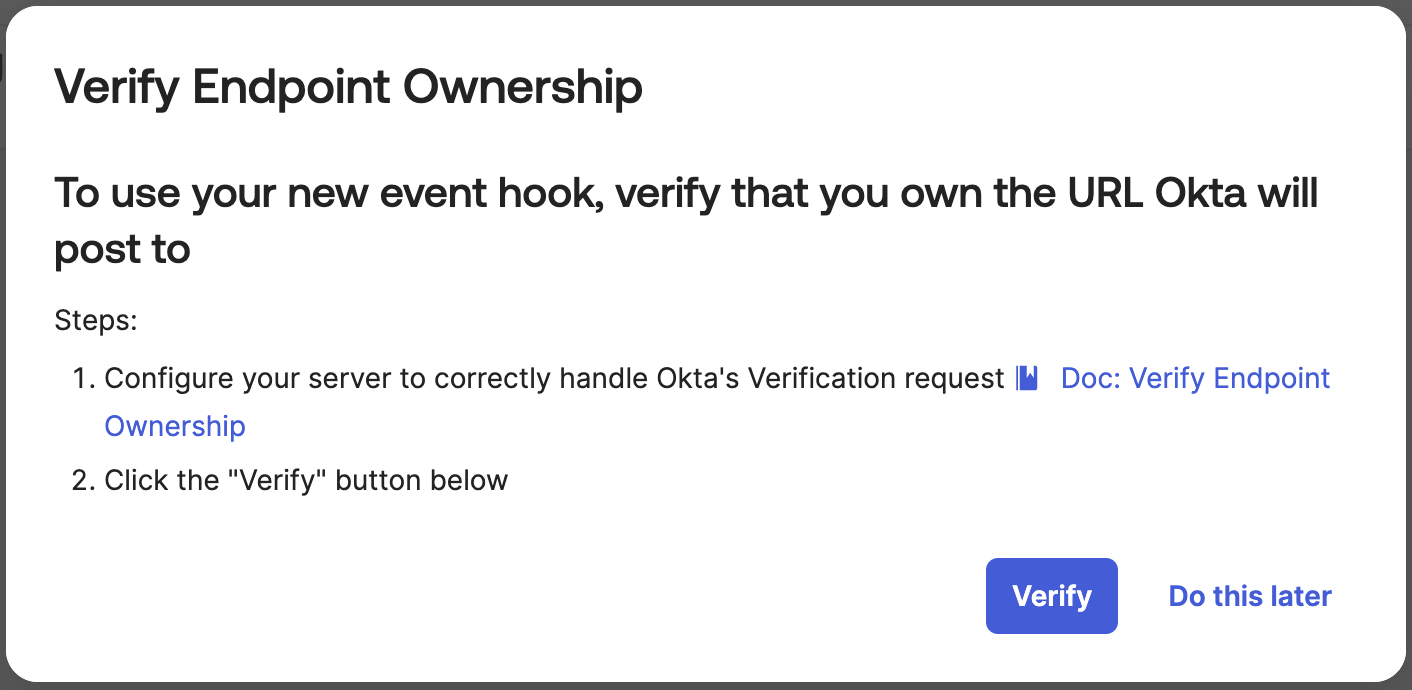 Verify Endpoint Ownership
To use your new event hook, verify that you own the URL Okta will
post to
Steps:
1. Configure your server to correctly handle Okta's Verification request Doc: Verify Endpoint
Ownership
2. Click the "Verify" button below
Verify Do this later